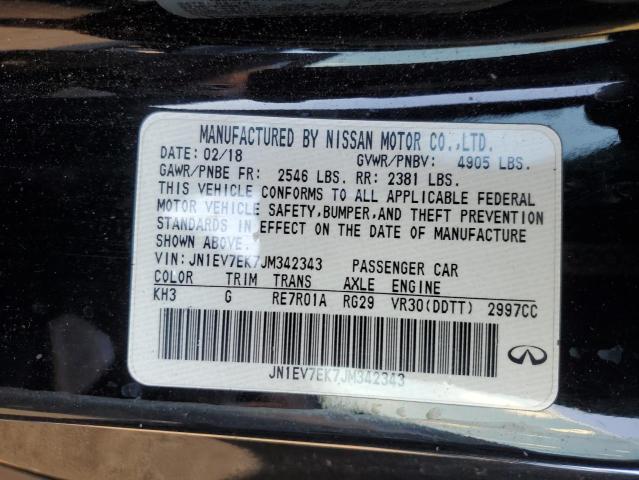 MANUFACTURED BY NISSAN MOTOR CO.,LTD.
DATE: 02/18 GVWR/PNBV: 4905 LBS.
GAWR/PNBE FR: 2546 LBS. RR: 2381 LBS.
THIS VEHICLE CONFORMS TO ALL APPLICABLE FEDERAL
MOTOR VEHICLE SAFETY,BUMPER,AND THEFT PREVENTION
STANDARDS IN EFFECT ON THE DATE OF MANUFACTURE
SHOWN ABOVE.
VIN: JN1EV7EK7JM342343 PASSENGER CAR
COLOR TRIM TRANS AXLE ENGINE
KH3 G RE7R01A RG29 VR30(DDTT) 2997CC
JN1EV7EK7JM342343